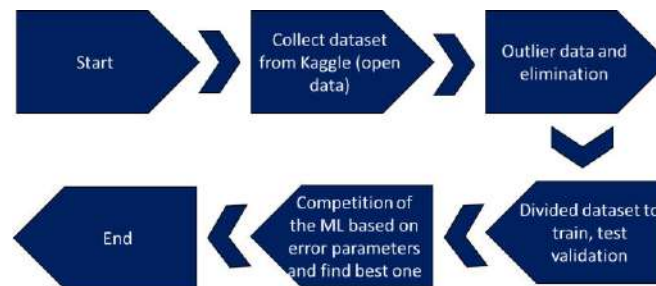 Start
Collect dataset
from Kaggle (open
data)
Outlier data and
elimination
Divided dataset to
train, test
validation
Competition of
the ML based on
error parameters
and find best one
End